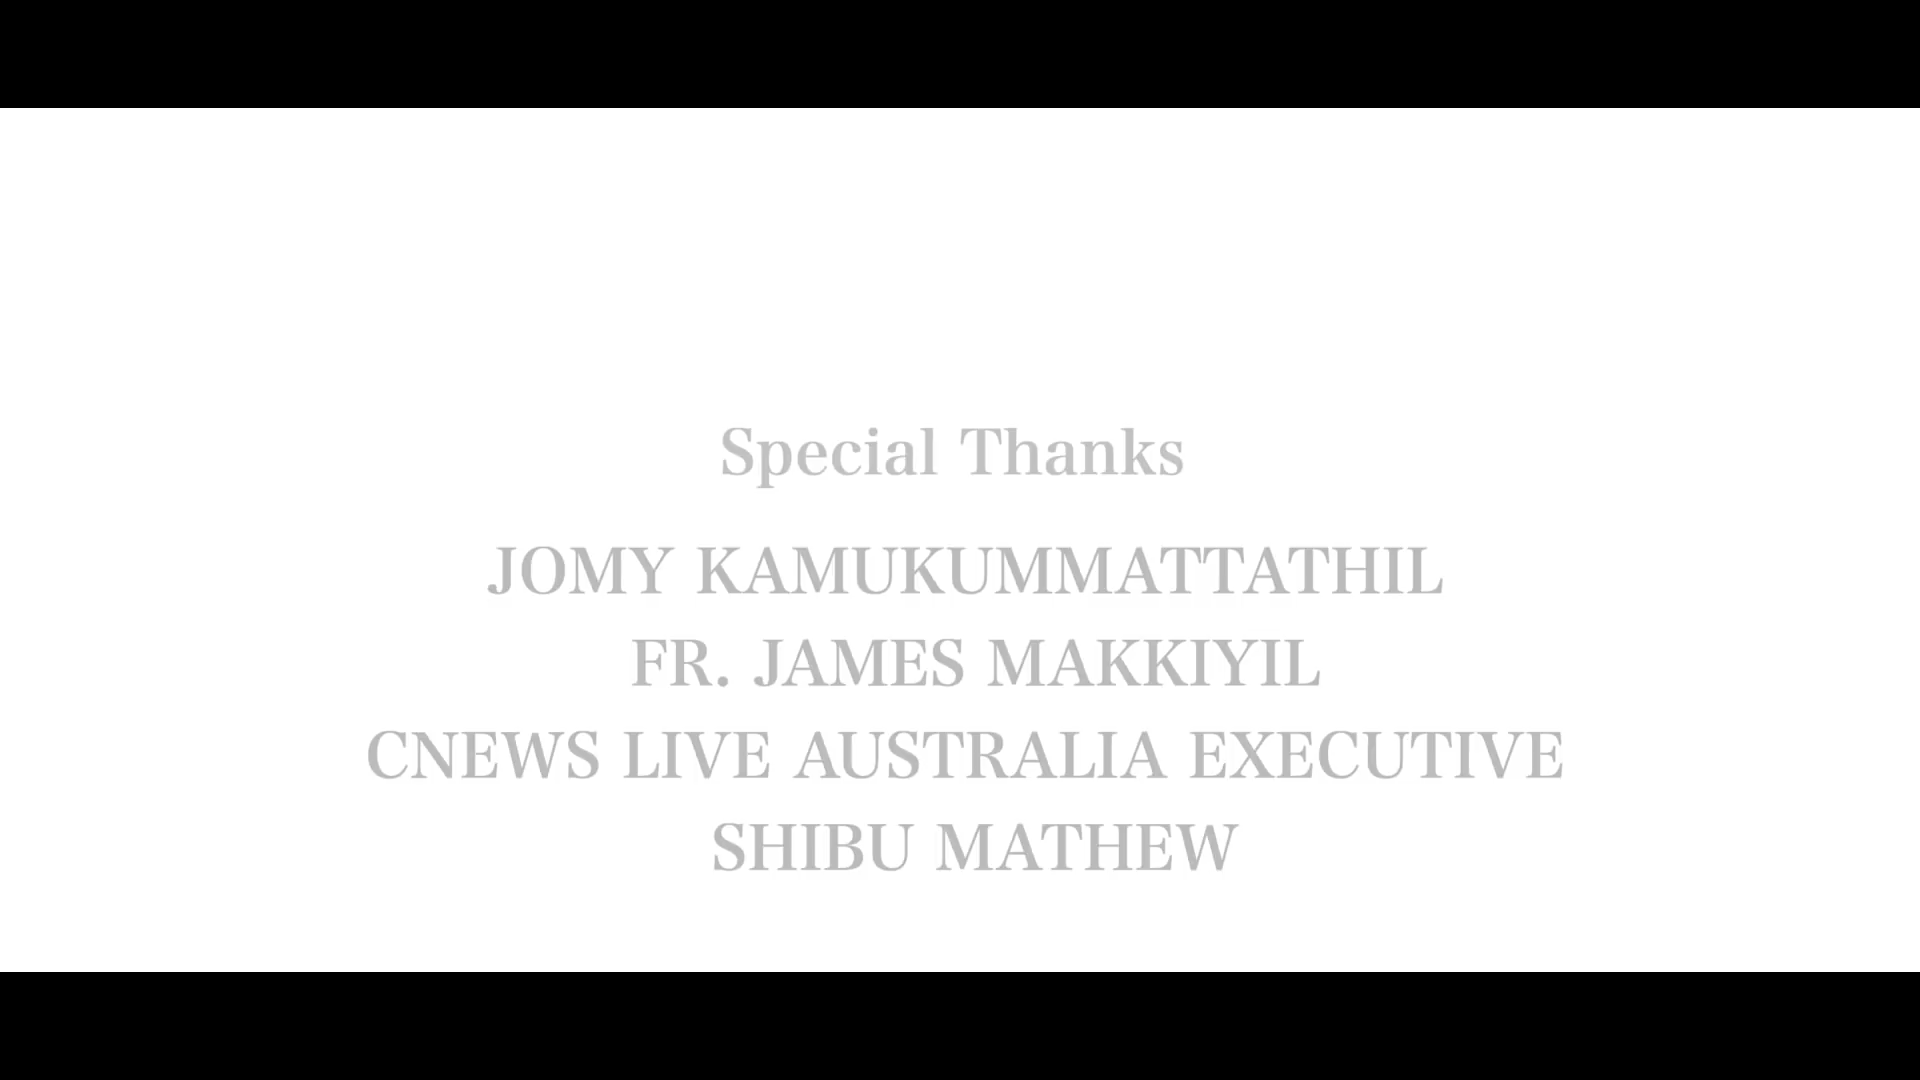 Special Thanks
JOMY KAMUKUMMATTATHIL
FR. JAMES MAKKIYIL
CNEWS LIVE AUSTRALIA EXECUTIVE
SHIBU MATHEW